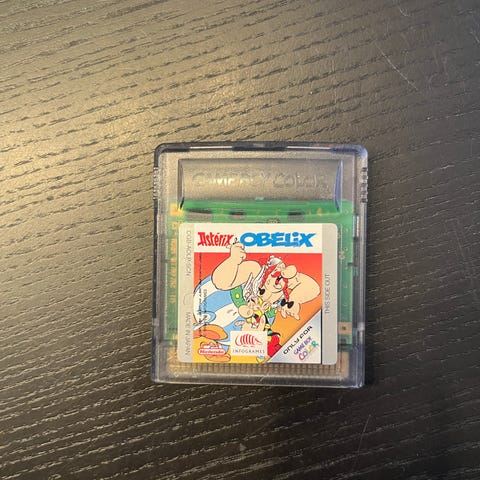 GAME BOY COLOR
Astérix
OBELIX
THIS SIDE OUT
MADE IN JAPAN
Nintendo
INFOGRAMES
ONLY FOR
GAME BOY
COLOR